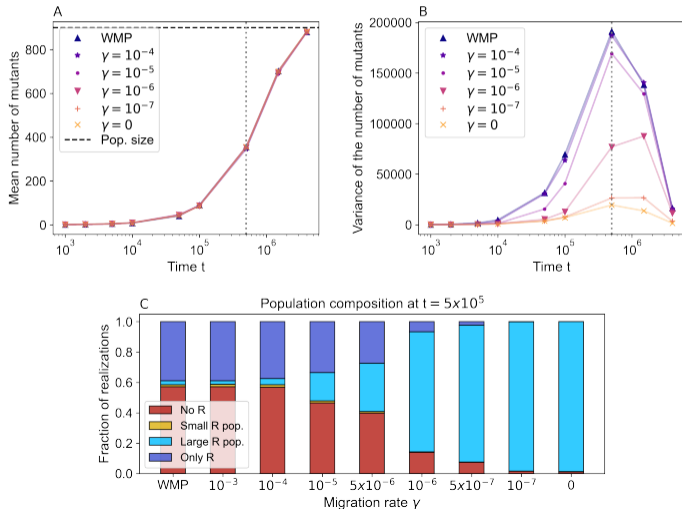 A
Mean number of mutants
800
600
400
200
0
WMP
γ = 10⁻⁴
γ = 10⁻⁵
γ = 10⁻⁶
γ = 10⁻⁷
γ = 0
Pop. size
10³
10⁴
10⁵
10⁶
Time t
B
Variance of the number of mutants
200000
150000
100000
50000
0
WMP
γ = 10⁻⁴
γ = 10⁻⁵
γ = 10⁻⁶
γ = 10⁻⁷
γ = 0
10³
10⁴
10⁵
10⁶
Time t
C
Population composition at t = 5x10⁵
Fraction of realizations
1.0
0.8
0.6
0.4
0.2
0.0
No R
Small R pop.
Large R pop.
Only R
WMP
10⁻³
10⁻⁴
10⁻⁵
5x10⁻⁶
10⁻⁶
5x10⁻⁷
10⁻⁷
0
Migration rate γ